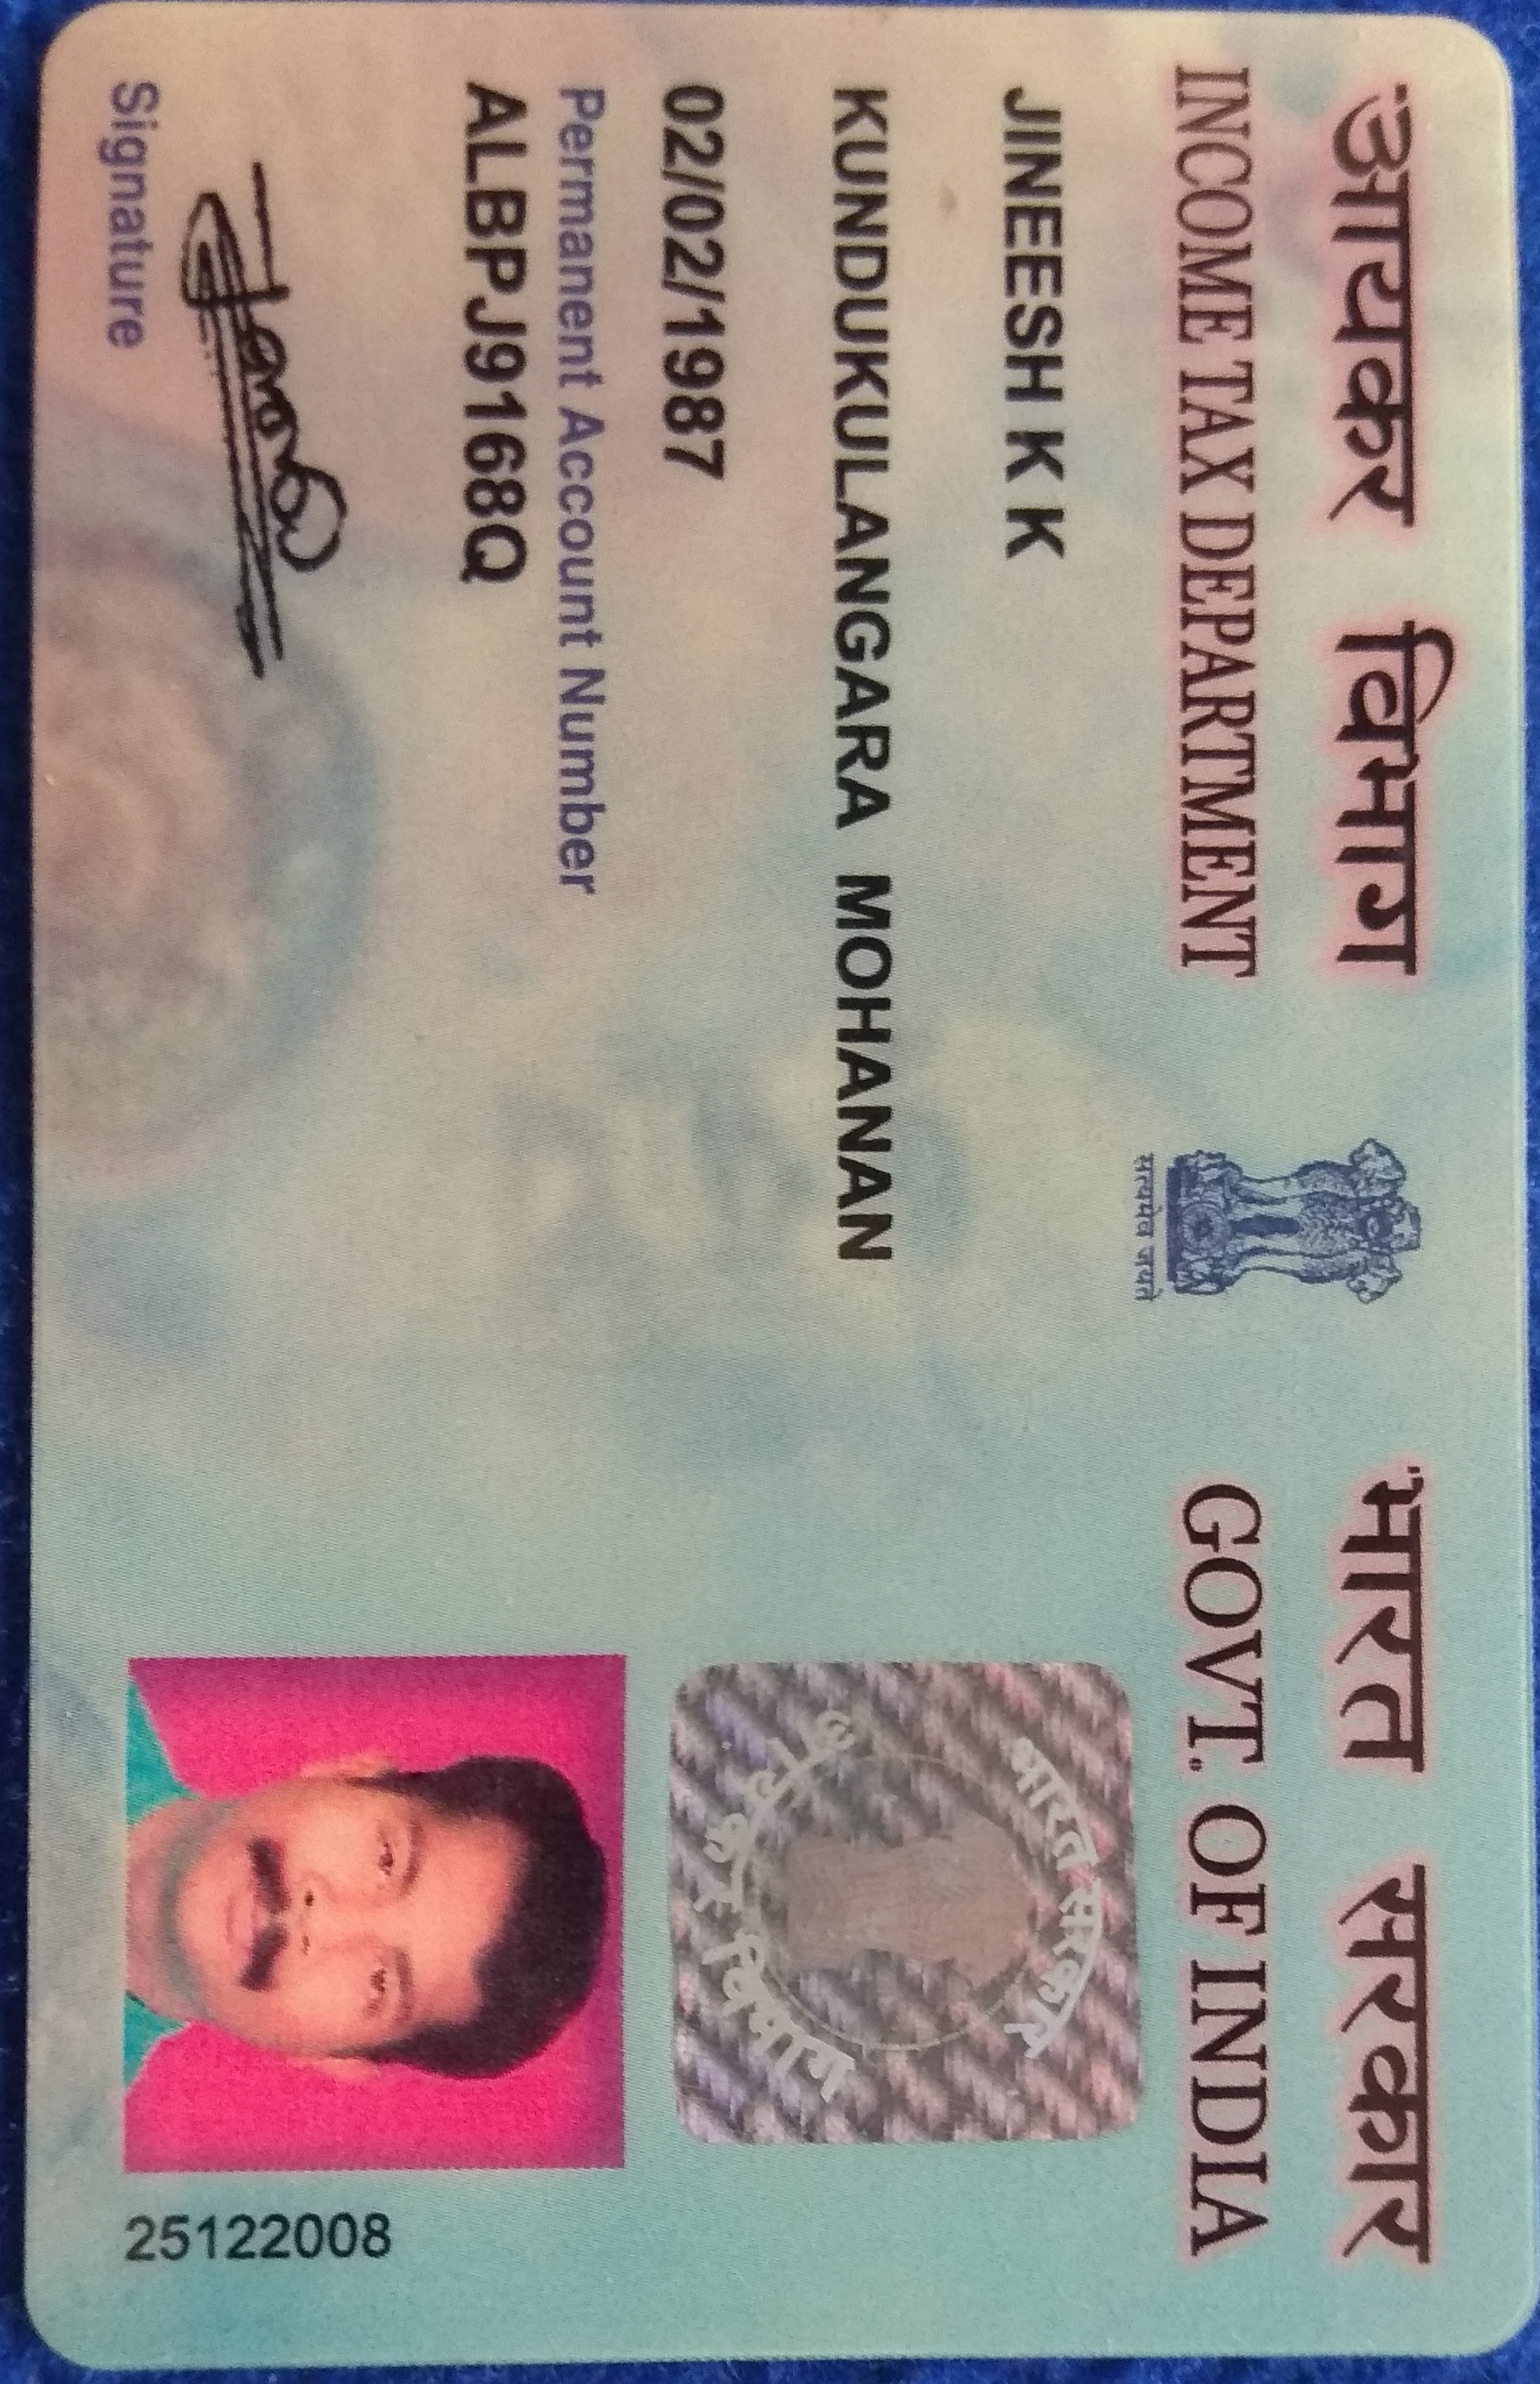 आयकर विभाग
INCOME TAX DEPARTMENT
सत्यमेव जयते
भारत सरकार
GOVT. OF INDIA
JINEESH K K
KUNDUKULANGARA MOHANAN
02/02/1987
Permanent Account Number
ALBPJ9168Q
Signature
भारत सरकार
आयकर विभाग
25122008